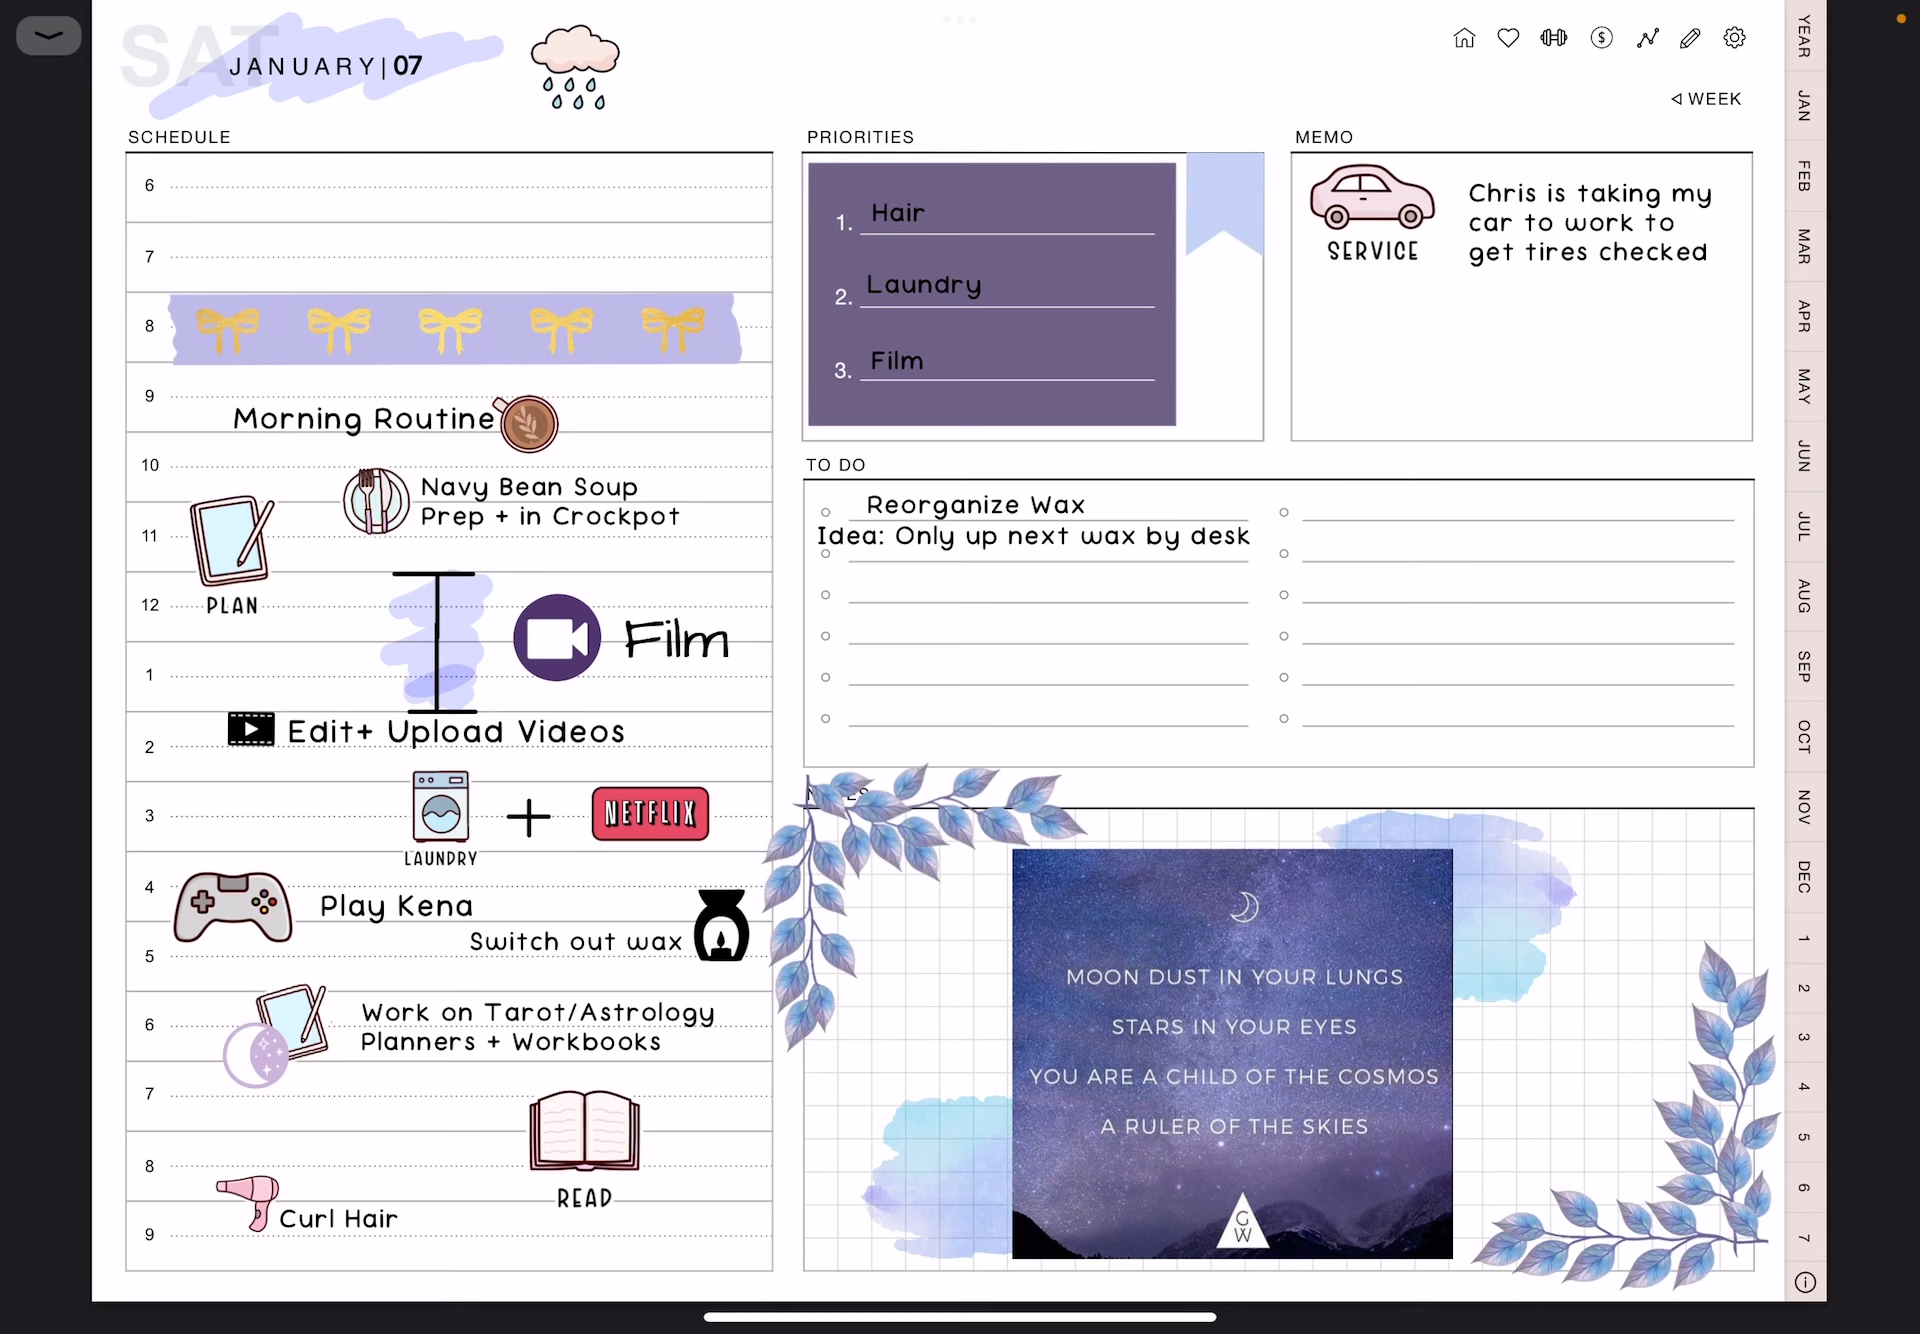 SAT
JANUARY|07
WEEK
SCHEDULE
6
7
8
9
Morning Routine
10
Navy Bean Soup
Prep + in Crockpot
11
PLAN
12
Film
1
Edit+ Upload Videos
2
3
NETFLIX
LAUNDRY
4
Play Kena
Switch out wax
5
Work on Tarot/Astrology
6
Planners + Workbooks
7
8
READ
Curl Hair
9
PRIORITIES
1. Hair
2. Laundry
3. Film
MEMO
SERVICE
Chris is taking my
car to work to
get tires checked
TO DO
Reorganize Wax
Idea: Only up next wax by desk
MOON DUST IN YOUR LUNGS
STARS IN YOUR EYES
YOU ARE A CHILD OF THE COSMOS
A RULER OF THE SKIES
G
W
YEAR
JAN
FEB
MAR
APR
MAY
JUN
JUL
AUG
SEP
OCT
NOV
DEC
1
2
3
4
5
6
7